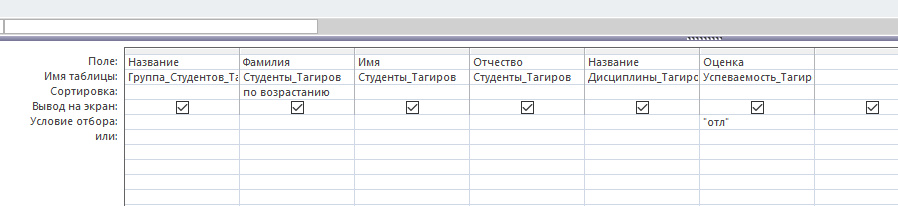 Поле: Название Фамилия Имя Отчество Название Оценка
Имя таблицы: Группа_Студентов_Та Студенты_Тагиров Студенты_Тагиров Студенты_Тагиров Дисциплины_Тагиро Успеваемость_Тагир
Сортировка: по возрастанию
Вывод на экран:
Условие отбора: "отл"
или: